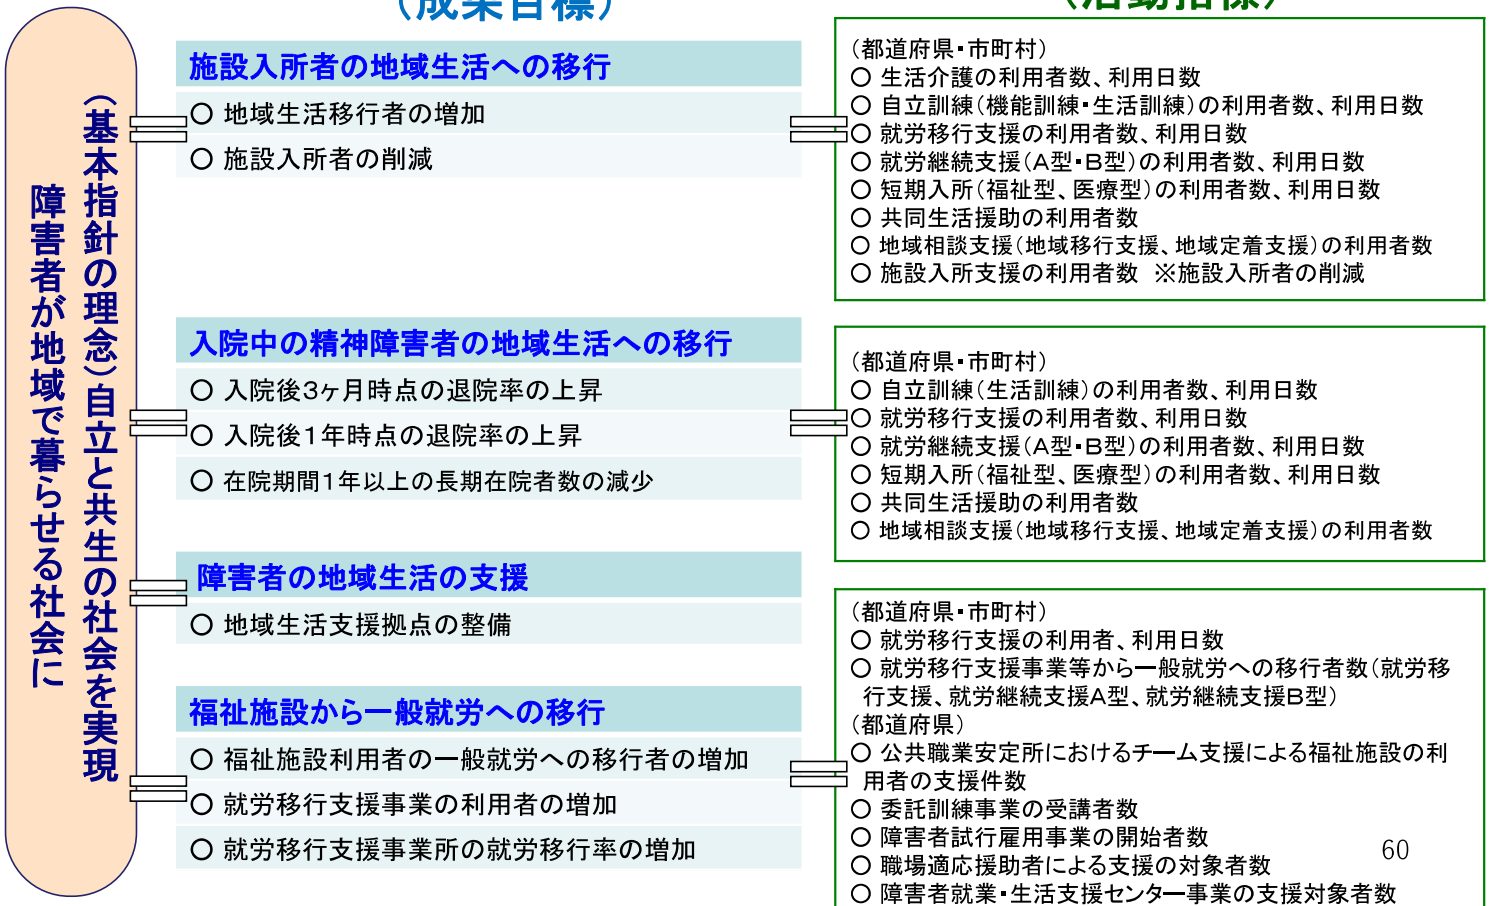 （成果目標）
（活動指標）
（基本指針の理念）自立と共生の社会を実現
障害者が地域で暮らせる社会に
施設入所者の地域生活への移行
○ 地域生活移行者の増加
○ 施設入所者の削減
（都道府県・市町村）
○ 生活介護の利用者数、利用日数
○ 自立訓練（機能訓練・生活訓練）の利用者数、利用日数
○ 就労移行支援の利用者数、利用日数
○ 就労継続支援（Ａ型・Ｂ型）の利用者数、利用日数
○ 短期入所（福祉型、医療型）の利用者数、利用日数
○ 共同生活援助の利用者数
○ 地域相談支援（地域移行支援、地域定着支援）の利用者数
○ 施設入所支援の利用者数 ※施設入所者の削減
入院中の精神障害者の地域生活への移行
○ 入院後３ヶ月時点の退院率の上昇
○ 入院後１年時点の退院率の上昇
○ 在院期間１年以上の長期在院者数の減少
（都道府県・市町村）
○ 自立訓練（生活訓練）の利用者数、利用日数
○ 就労移行支援の利用者数、利用日数
○ 就労継続支援（Ａ型・Ｂ型）の利用者数、利用日数
○ 短期入所（福祉型、医療型）の利用者数、利用日数
○ 共同生活援助の利用者数
○ 地域相談支援（地域移行支援、地域定着支援）の利用者数
障害者の地域生活の支援
○ 地域生活支援拠点の整備
福祉施設から一般就労への移行
○ 福祉施設利用者の一般就労への移行者の増加
○ 就労移行支援事業の利用者の増加
○ 就労移行支援事業所の就労移行率の増加
（都道府県・市町村）
○ 就労移行支援の利用者、利用日数
○ 就労移行支援事業等から一般就労への移行者数（就労移
行支援、就労継続支援Ａ型、就労継続支援Ｂ型）
（都道府県）
○ 公共職業安定所におけるチーム支援による福祉施設の利
用者の支援件数
○ 委託訓練事業の受講者数
○ 障害者試行雇用事業の開始者数
○ 職場適応援助者による支援の対象者数
○ 障害者就業・生活支援センター事業の支援対象者数
60